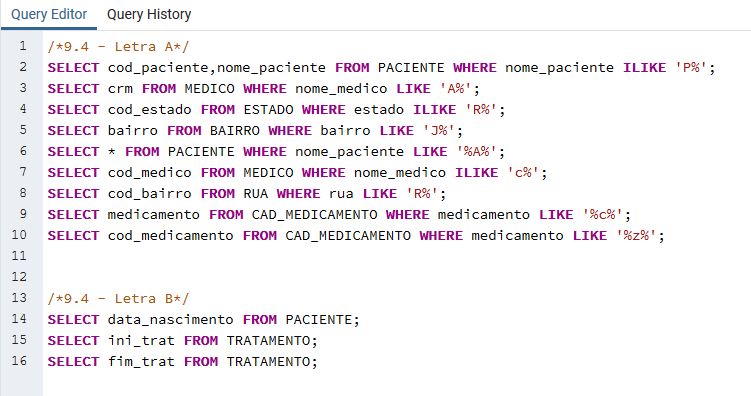 Query Editor Query History
1 /*9.4 - Letra A*/
2 SELECT cod_paciente,nome_paciente FROM PACIENTE WHERE nome_paciente ILIKE 'P%';
3 SELECT crm FROM MEDICO WHERE nome_medico LIKE 'A%';
4 SELECT cod_estado FROM ESTADO WHERE estado ILIKE 'R%';
5 SELECT bairro FROM BAIRRO WHERE bairro LIKE 'J%';
6 SELECT * FROM PACIENTE WHERE nome_paciente LIKE '%A%';
7 SELECT cod_medico FROM MEDICO WHERE nome_medico ILIKE 'c%';
8 SELECT cod_bairro FROM RUA WHERE rua LIKE 'R%';
9 SELECT medicamento FROM CAD_MEDICAMENTO WHERE medicamento LIKE '%c%';
10 SELECT cod_medicamento FROM CAD_MEDICAMENTO WHERE medicamento LIKE '%z%';
11
12
13 /*9.4 - Letra B*/
14 SELECT data_nascimento FROM PACIENTE;
15 SELECT ini_trat FROM TRATAMENTO;
16 SELECT fim_trat FROM TRATAMENTO;